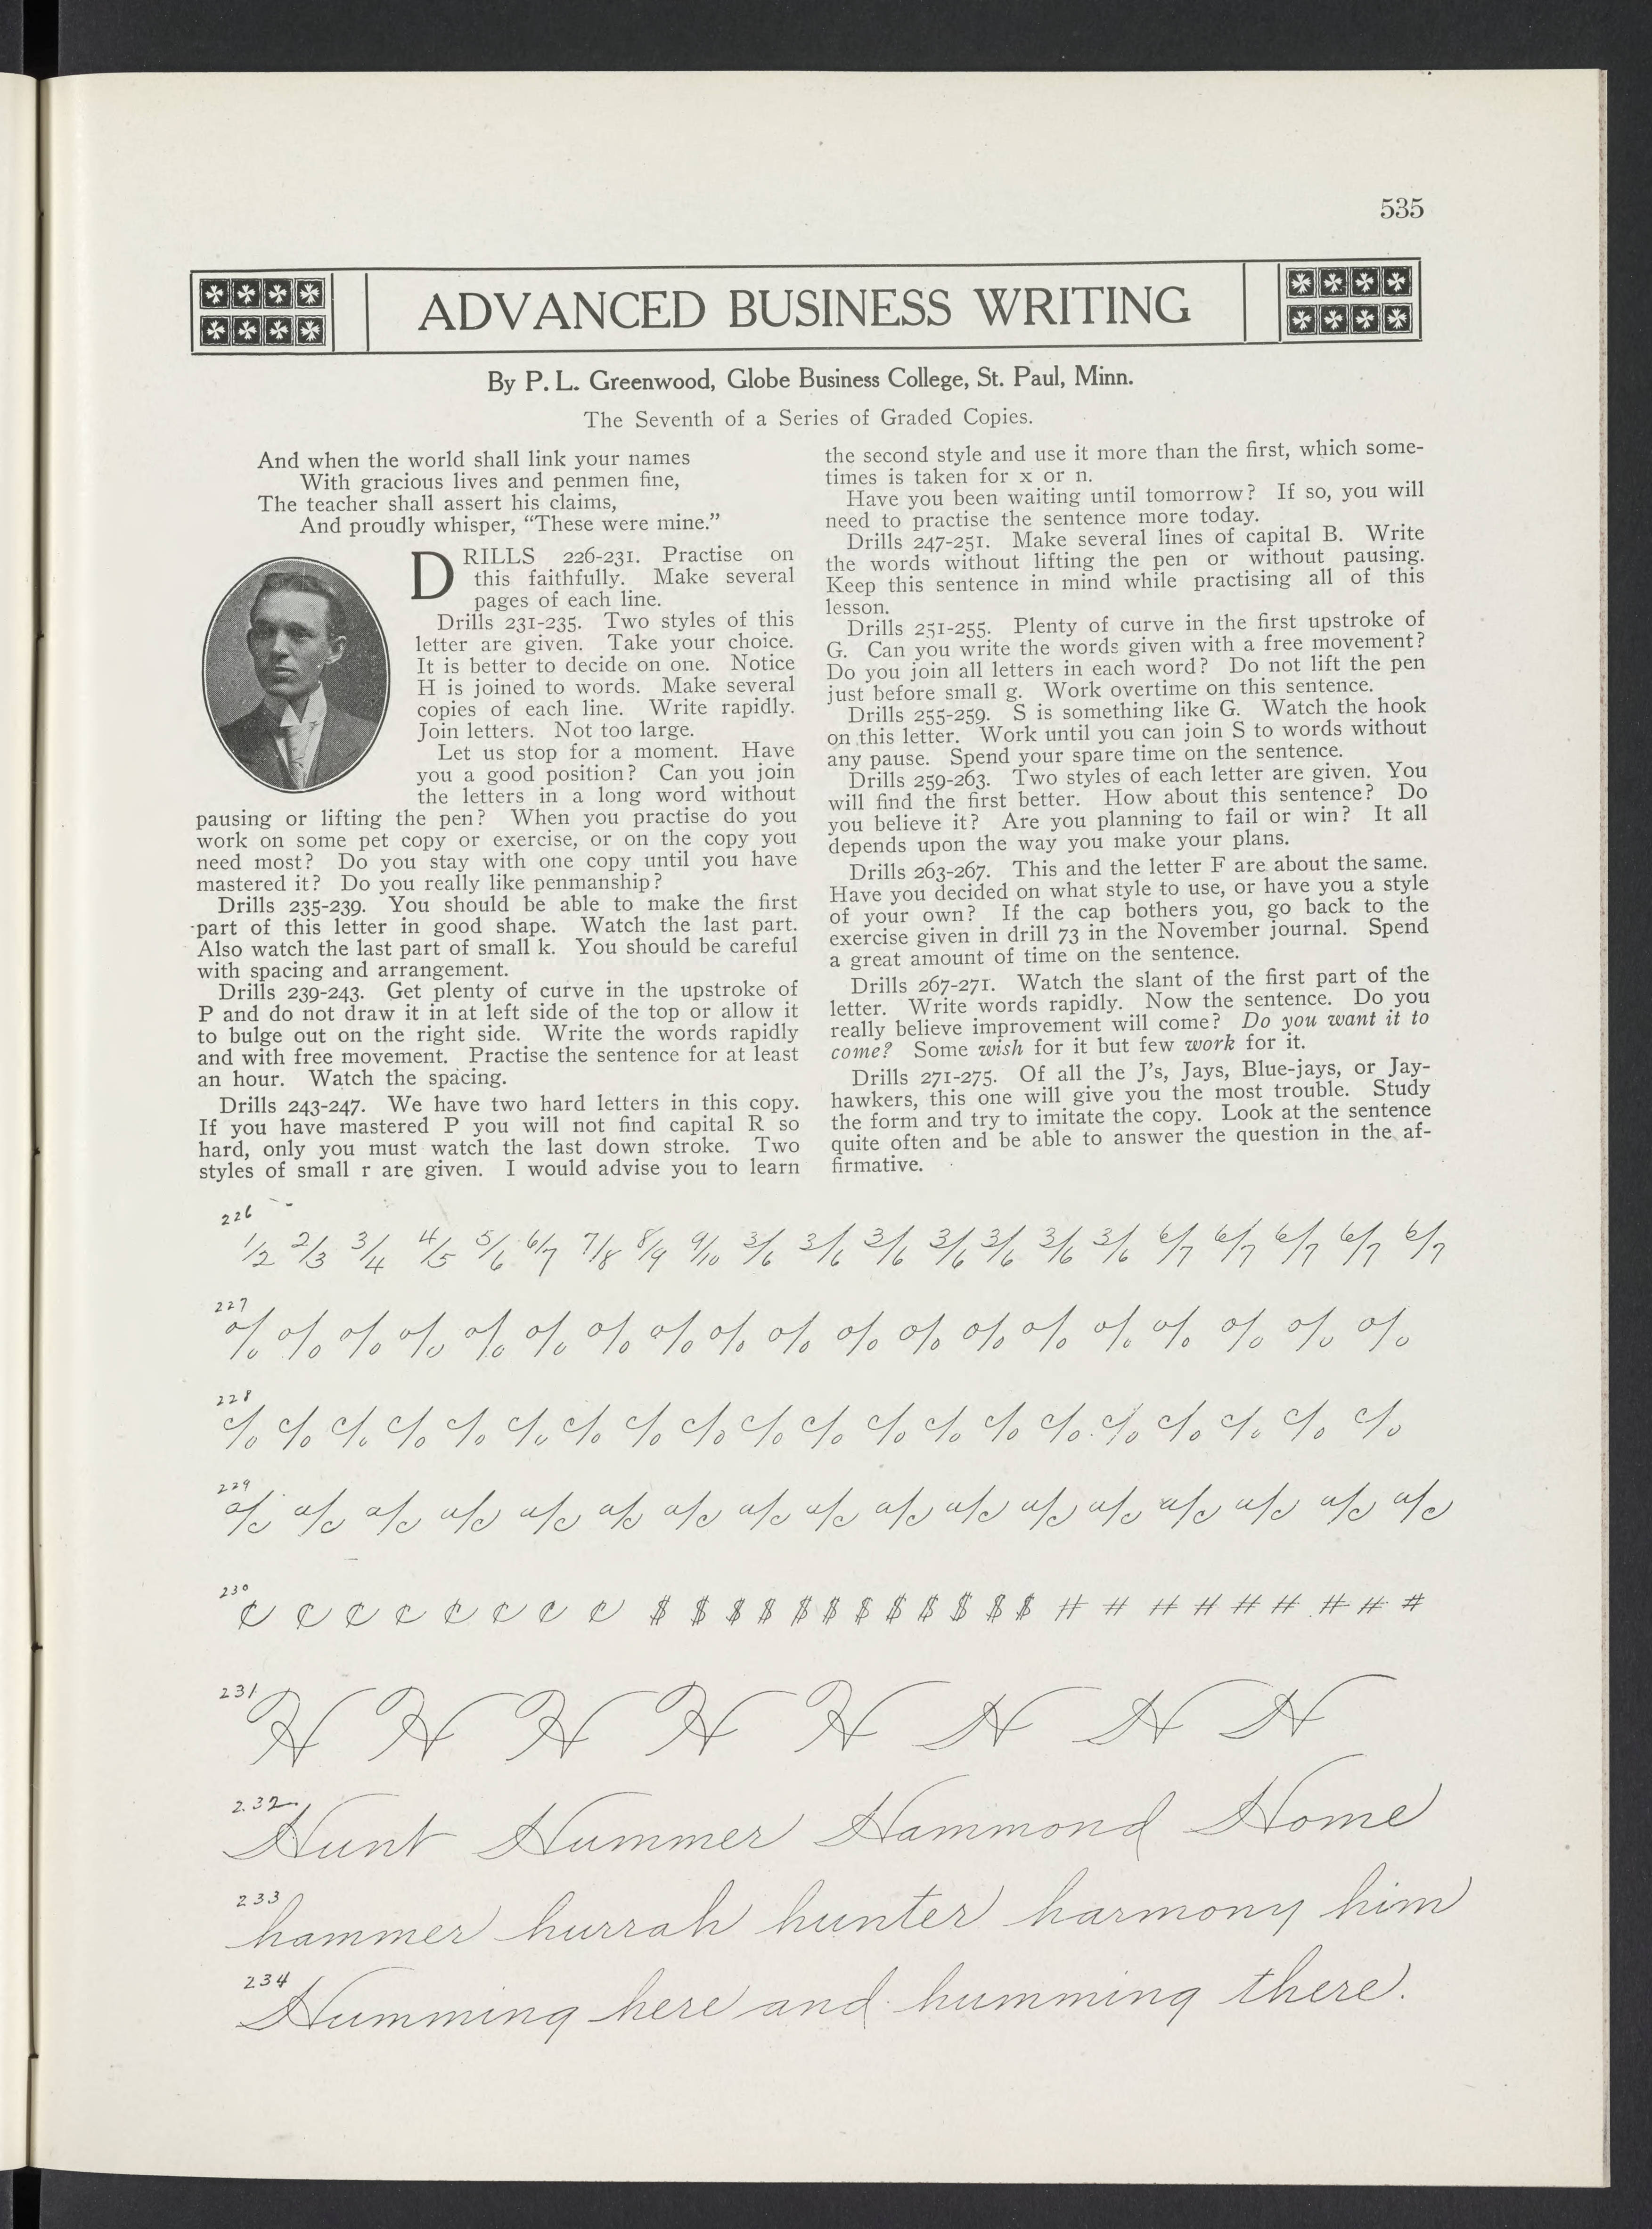 535
ADVANCED BUSINESS WRITING
By P. L. Greenwood, Globe Business College, St. Paul, Minn.
The Seventh of a Series of Graded Copies.
And when the world shall link your names
With gracious lives and penmen fine,
The teacher shall assert his claims,
And proudly whisper, “These were mine.”
DRILLS 226-231. Practise on
this faithfully. Make several
pages of each line.
Drills 231-235. Two styles of this
letter are given. Take your choice.
It is better to decide on one. Notice
H is joined to words. Make several
copies of each line. Write rapidly.
Join letters. Not too large.
Let us stop for a moment. Have
you a good position? Can you join
the letters in a long word without
pausing or lifting the pen? When you practise do you
work on some pet copy or exercise, or on the copy you
need most? Do you stay with one copy until you have
mastered it? Do you really like penmanship?
Drills 235-239. You should be able to make the first
part of this letter in good shape. Watch the last part.
Also watch the last part of small k. You should be careful
with spacing and arrangement.
Drills 239-243. Get plenty of curve in the upstroke of
P and do not draw it in at left side of the top or allow it
to bulge out on the right side. Write the words rapidly
and with free movement. Practise the sentence for at least
an hour. Watch the spacing.
Drills 243-247. We have two hard letters in this copy.
If you have mastered P you will not find capital R so
hard, only you must watch the last down stroke. Two
styles of small r are given. I would advise you to learn
the second style and use it more than the first, which some-
times is taken for x or n.
Have you been waiting until tomorrow? If so, you will
need to practise the sentence more today.
Drills 247-251. Make several lines of capital B. Write
the words without lifting the pen or without pausing.
Keep this sentence in mind while practising all of this
lesson.
Drills 251-255. Plenty of curve in the first upstroke of
G. Can you write the words given with a free movement?
Do you join all letters in each word? Do not lift the pen
just before small g. Work overtime on this sentence.
Drills 255-259. S is something like G. Watch the hook
on this letter. Work until you can join S to words without
any pause. Spend your spare time on the sentence.
Drills 259-263. Two styles of each letter are given. You
will find the first better. How about this sentence? Do
you believe it? Are you planning to fail or win? It all
depends upon the way you make your plans.
Drills 263-267. This and the letter F are about the same.
Have you decided on what style to use, or have you a style
of your own? If the cap bothers you, go back to the
exercise given in drill 73 in the November journal. Spend
a great amount of time on the sentence.
Drills 267-271. Watch the slant of the first part of the
letter. Write words rapidly. Now the sentence. Do you
really believe improvement will come? Do you want it to
come? Some wish for it but few work for it.
Drills 271-275. Of all the J’s, Jays, Blue-jays, or Jay-
hawkers, this one will give you the most trouble. Study
the form and try to imitate the copy. Look at the sentence
quite often and be able to answer the question in the af-
firmative.
226
1/2 2/3 3/4 4/5 5/6 6/7 7/8 8/9 9/10 3/6 3/6 3/6 3/6 3/6 3/6 3/6 6/7 6/7 6/7 6/7 6/7
227
% % % % % % % % % % % % % % % % % % %
228
c/o c/o c/o c/o c/o c/o c/o c/o c/o c/o c/o c/o c/o c/o c/o c/o c/o c/o c/o c/o
229
a/c a/c a/c a/c a/c a/c a/c a/c a/c a/c a/c a/c a/c a/c a/c a/c a/c
230
¢ ¢ ¢ ¢ ¢ ¢ ¢ ¢ $ $ $ $ $ $ $ $ $ $ $ $ # # # # # # # # #
231
H H H H H H H H
232
Hunt Hummer Hammond Home
233
hammer hurrah hunter harmony him
234
Humming here and humming there.